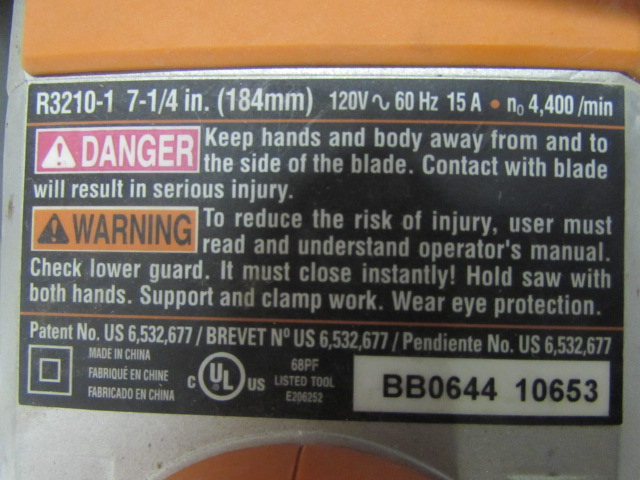 R3210-1 7-1/4 in. (184mm) 120V ∿ 60 Hz 15 A • n₀ 4,400 /min
DANGER Keep hands and body away from and to
the side of the blade. Contact with blade
will result in serious injury.
WARNING To reduce the risk of injury, user must
read and understand operator's manual.
Check lower guard. It must close instantly! Hold saw with
both hands. Support and clamp work. Wear eye protection.
Patent No. US 6,532,677 / BREVET Nº US 6,532,677 / Pendiente No. US 6,532,677
MADE IN CHINA
FABRIQUÉ EN CHINE
FABRICADO EN CHINA
C UL US
68PF
LISTED TOOL
E206252
BB0644 10653